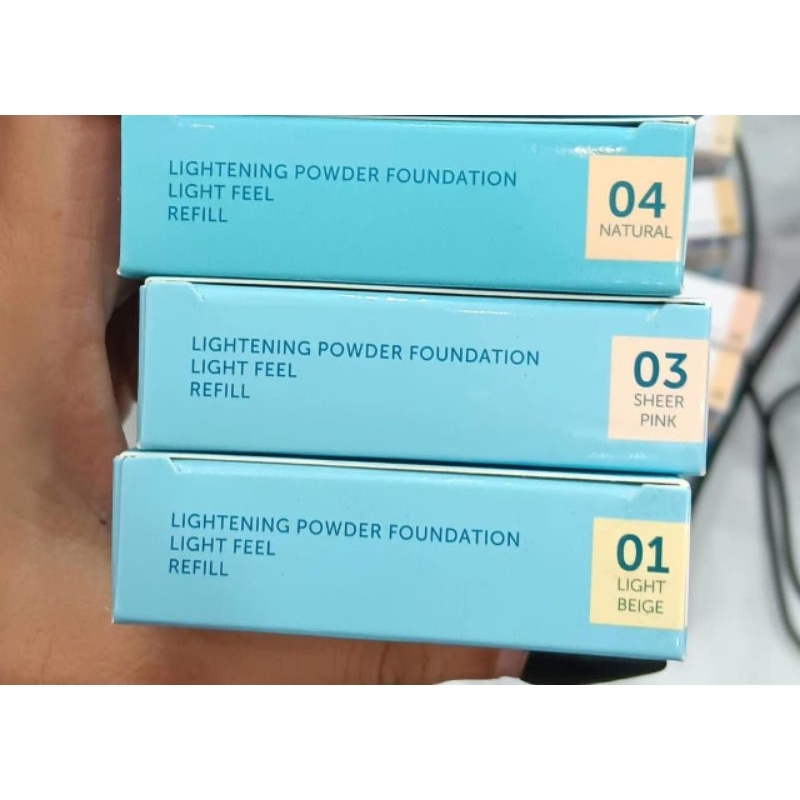 LIGHTENING POWDER FOUNDATION
LIGHT FEEL
REFILL
04
NATURAL
LIGHTENING POWDER FOUNDATION
LIGHT FEEL
REFILL
03
SHEER
PINK
LIGHTENING POWDER FOUNDATION
LIGHT FEEL
REFILL
01
LIGHT
BEIGE